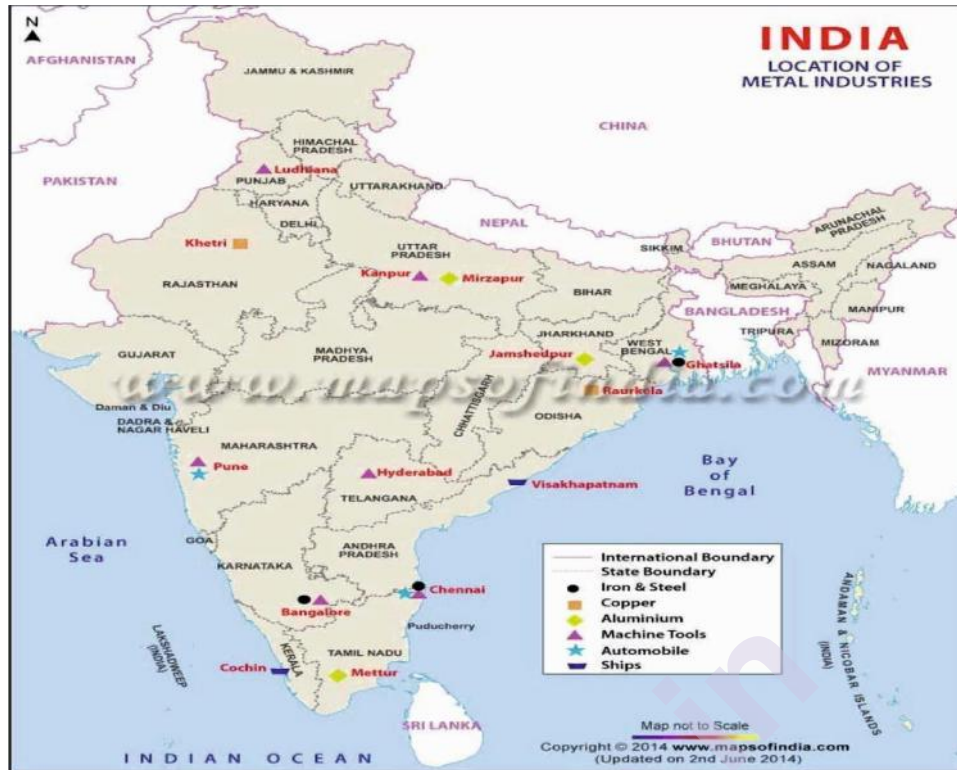 N
INDIA
LOCATION OF
METAL INDUSTRIES
AFGHANISTAN
JAMMU & KASHMIR
CHINA
HIMACHAL
PRADESH
Ludhiana
PAKISTAN
PUNJAB
UTTARAKHAND
HARYANA
DELHI
NEPAL
ARUNACHAL
PRADESH
Khetri
UTTAR
PRADESH
SIKKIM
BHUTAN
ASSAM
NAGALAND
RAJASTHAN
Kanpur
Mirzapur
BIHAR
MEGHALAYA
BANGLADESH
MANIPUR
TRIPURA
MIZORAM
GUJARAT
MADHYA
PRADESH
JHARKHAND
Jamshedpur
WEST
BENGAL
Ghatsila
MYANMAR
www.mapsofindia.com
Raurkela
CHHATTISGARH
ODISHA
Daman & Diu
DADRA &
NAGAR HAVELI
MAHARASHTRA
Pune
Hyderabad
TELANGANA
Visakhapatnam
Bay
of
Bengal
Arabian
Sea
GOA
KARNATAKA
ANDHRA
PRADESH
Chennai
Bangalore
Puducherry
LAKSHADWEEP
(INDIA)
KERALA
TAMIL NADU
Cochin
Mettur
SRI LANKA
INDIAN OCEAN
International Boundary
State Boundary
Iron & Steel
Copper
Aluminium
Machine Tools
Automobile
Ships
ANDAMAN & NICOBAR ISLANDS
(INDIA)
Map not to Scale
Copyright © 2014 www.mapsofindia.com
(Updated on 2nd June 2014)
in